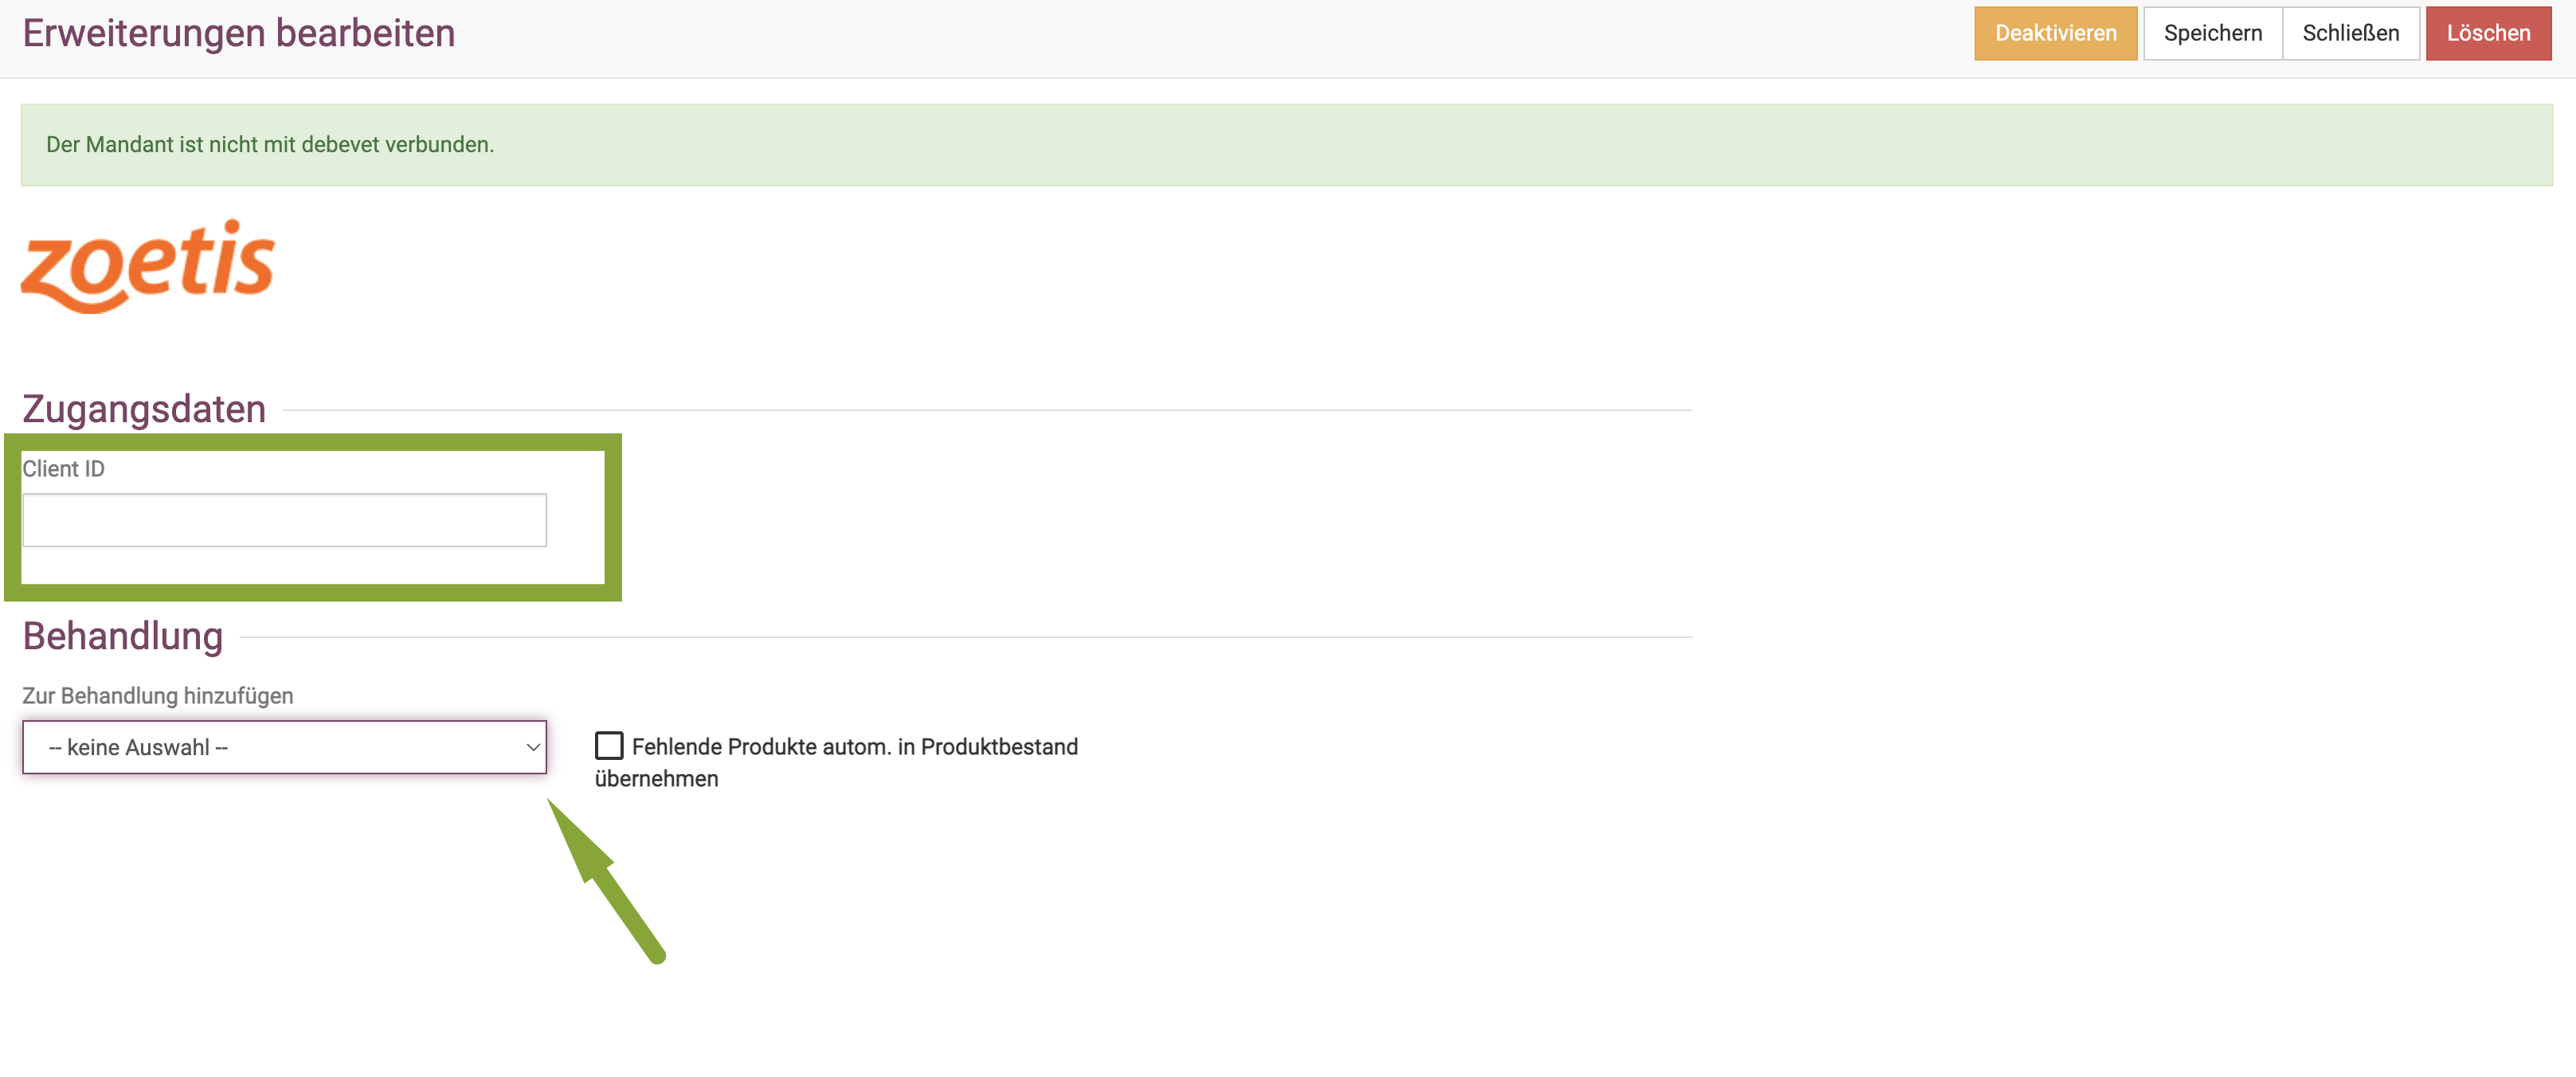 Erweiterungen bearbeiten
Deaktivieren
Speichern
Schließen
Löschen
Der Mandant ist nicht mit debevet verbunden.
zoetis
Zugangsdaten
Client ID
Behandlung
Zur Behandlung hinzufügen
-- keine Auswahl --
Fehlende Produkte autom. in Produktbestand
übernehmen